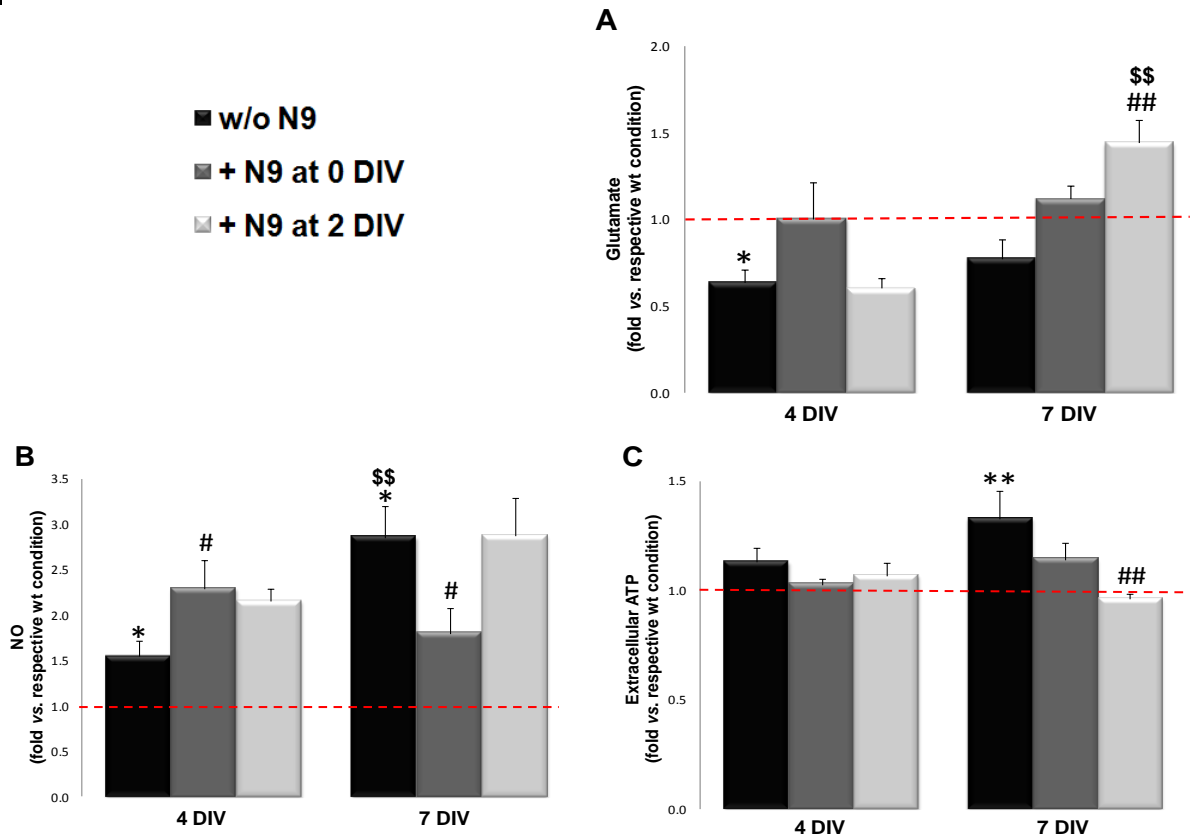 A
w/o N9
+ N9 at 0 DIV
+ N9 at 2 DIV
Glutamate
(fold vs. respective wt condition)
2.0
1.5
1.0
0.5
0.0
*
$$
##
4 DIV
7 DIV
B
NO
(fold vs. respective wt condition)
3.5
3.0
2.5
2.0
1.5
1.0
0.5
0.0
*
#
$$
*
#
4 DIV
7 DIV
C
Extracellular ATP
(fold vs. respective wt condition)
1.5
1.0
0.5
0.0
**
##
4 DIV
7 DIV